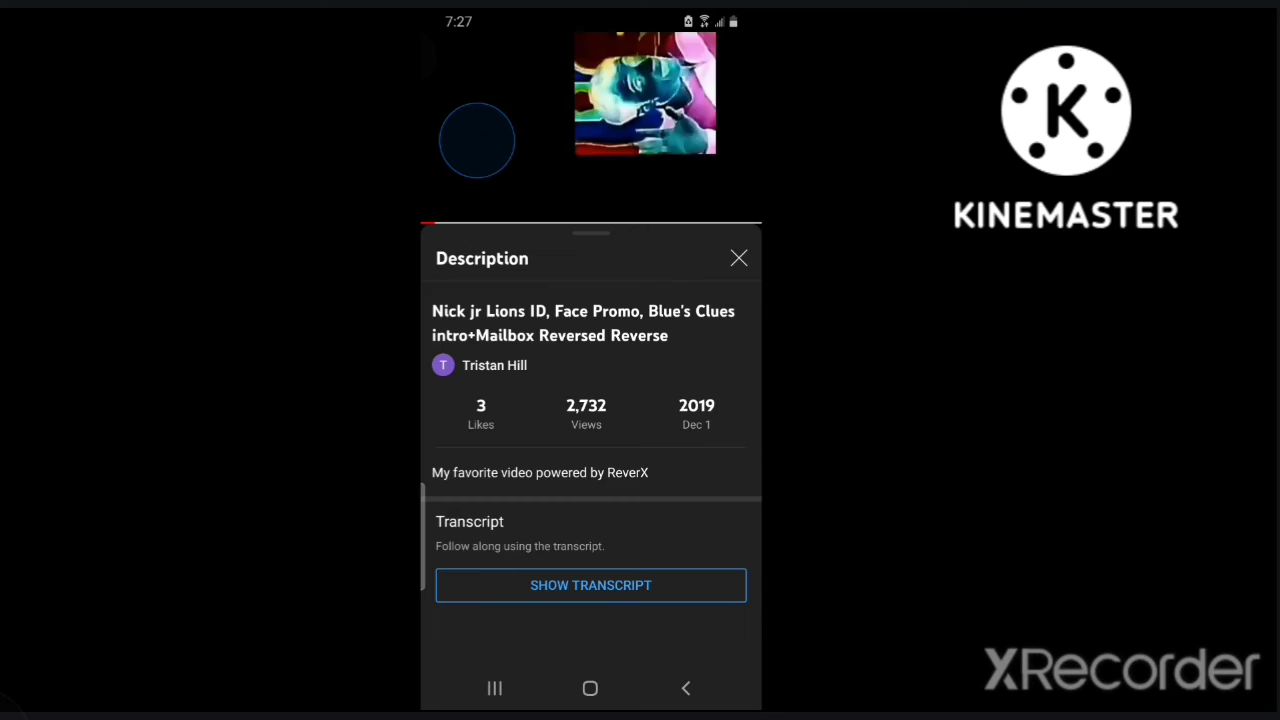 7:27
K
KINEMASTER
Description
Nick jr Lions ID, Face Promo, Blue's Clues
intro+Mailbox Reversed Reverse
T Tristan Hill
3 2,732 2019
Likes Views Dec 1
My favorite video powered by ReverX
Transcript
Follow along using the transcript.
SHOW TRANSCRIPT
XRecorder